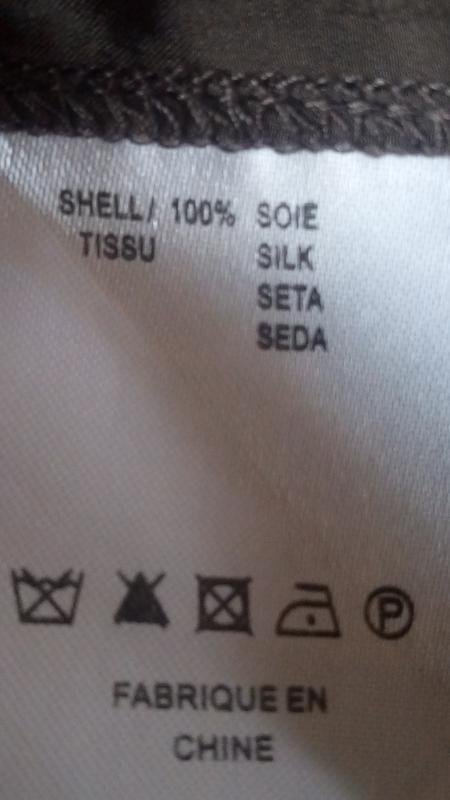 SHELL/ 100% SOIE
TISSU SILK
SETA
SEDA
P
FABRIQUE EN
CHINE